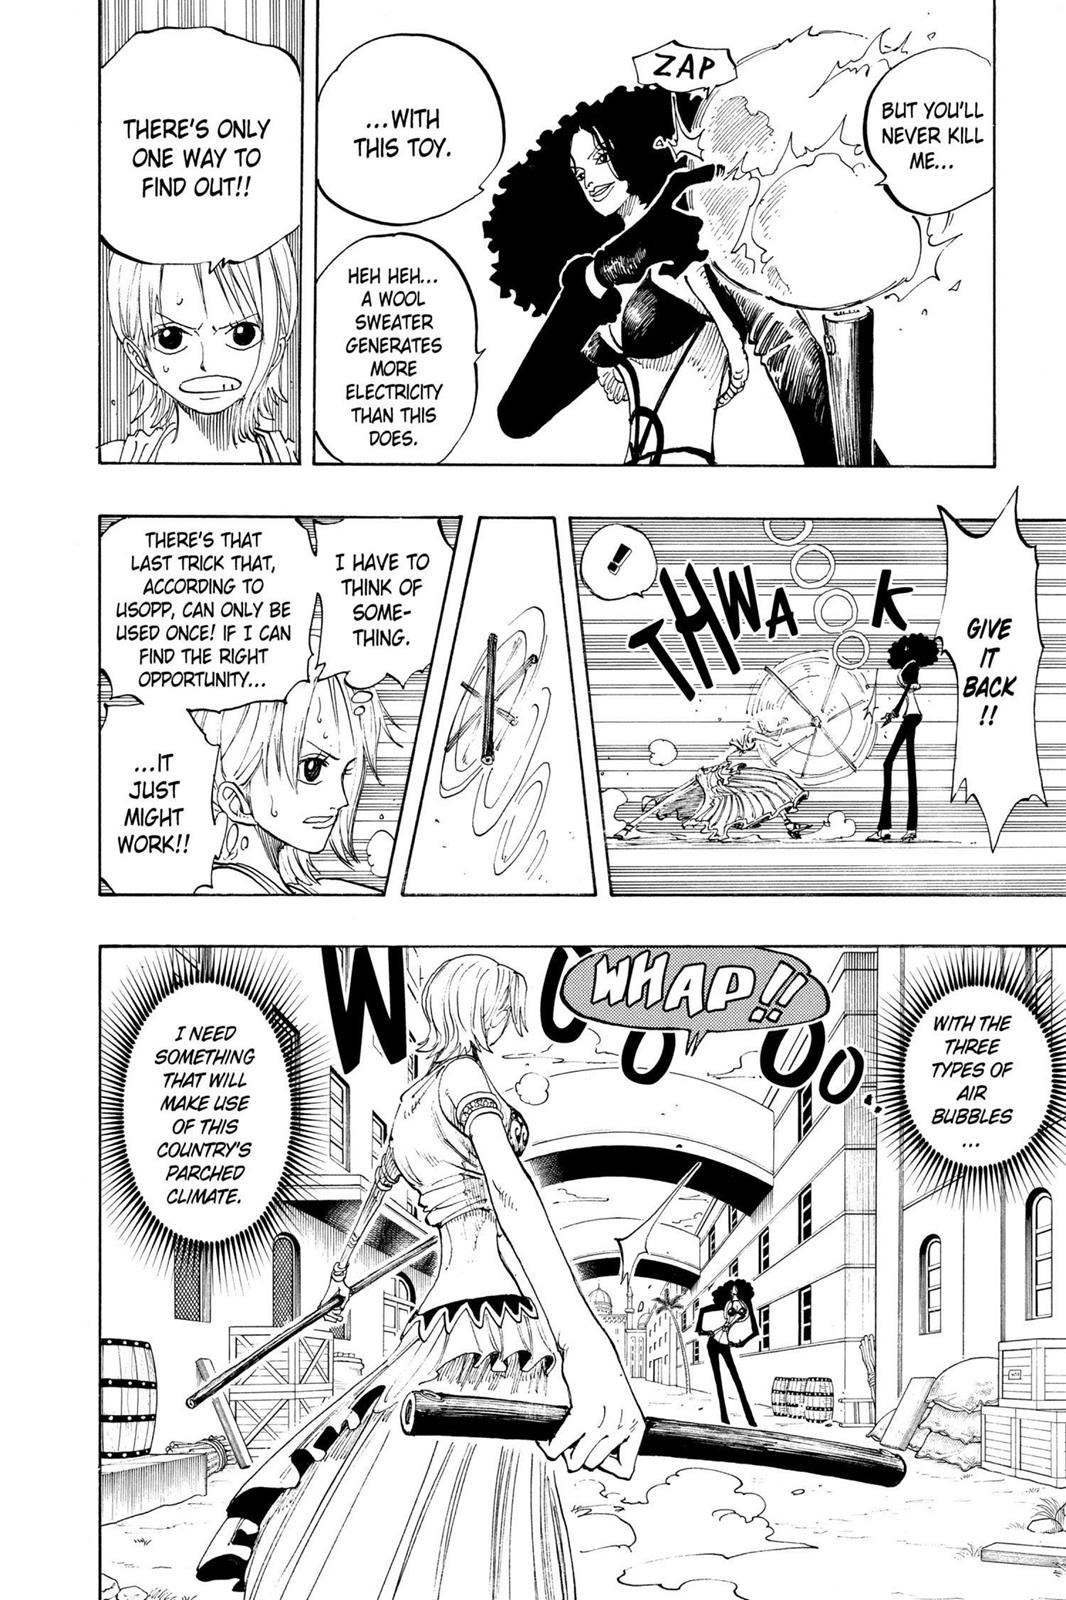 BUT YOU'LL
NEVER KILL
ME...
ZAP
...WITH
THIS TOY.
HEH HEH...
A WOOL
SWEATER
GENERATES
MORE
ELECTRICITY
THAN THIS
DOES.
THERE'S ONLY
ONE WAY TO
FIND OUT!!
GIVE
IT
BACK
!!
THWAK
!
I HAVE TO
THINK OF
SOME-
THING.
THERE'S THAT
LAST TRICK THAT,
ACCORDING TO
USOPP, CAN ONLY BE
USED ONCE! IF I CAN
FIND THE RIGHT
OPPORTUNITY...
...IT
JUST
MIGHT
WORK!!
WITH THE
THREE
TYPES OF
AIR
BUBBLES
...
WHAP!!
WOOOOO...
I NEED
SOMETHING
THAT WILL
MAKE USE
OF THIS
COUNTRY'S
PARCHED
CLIMATE.